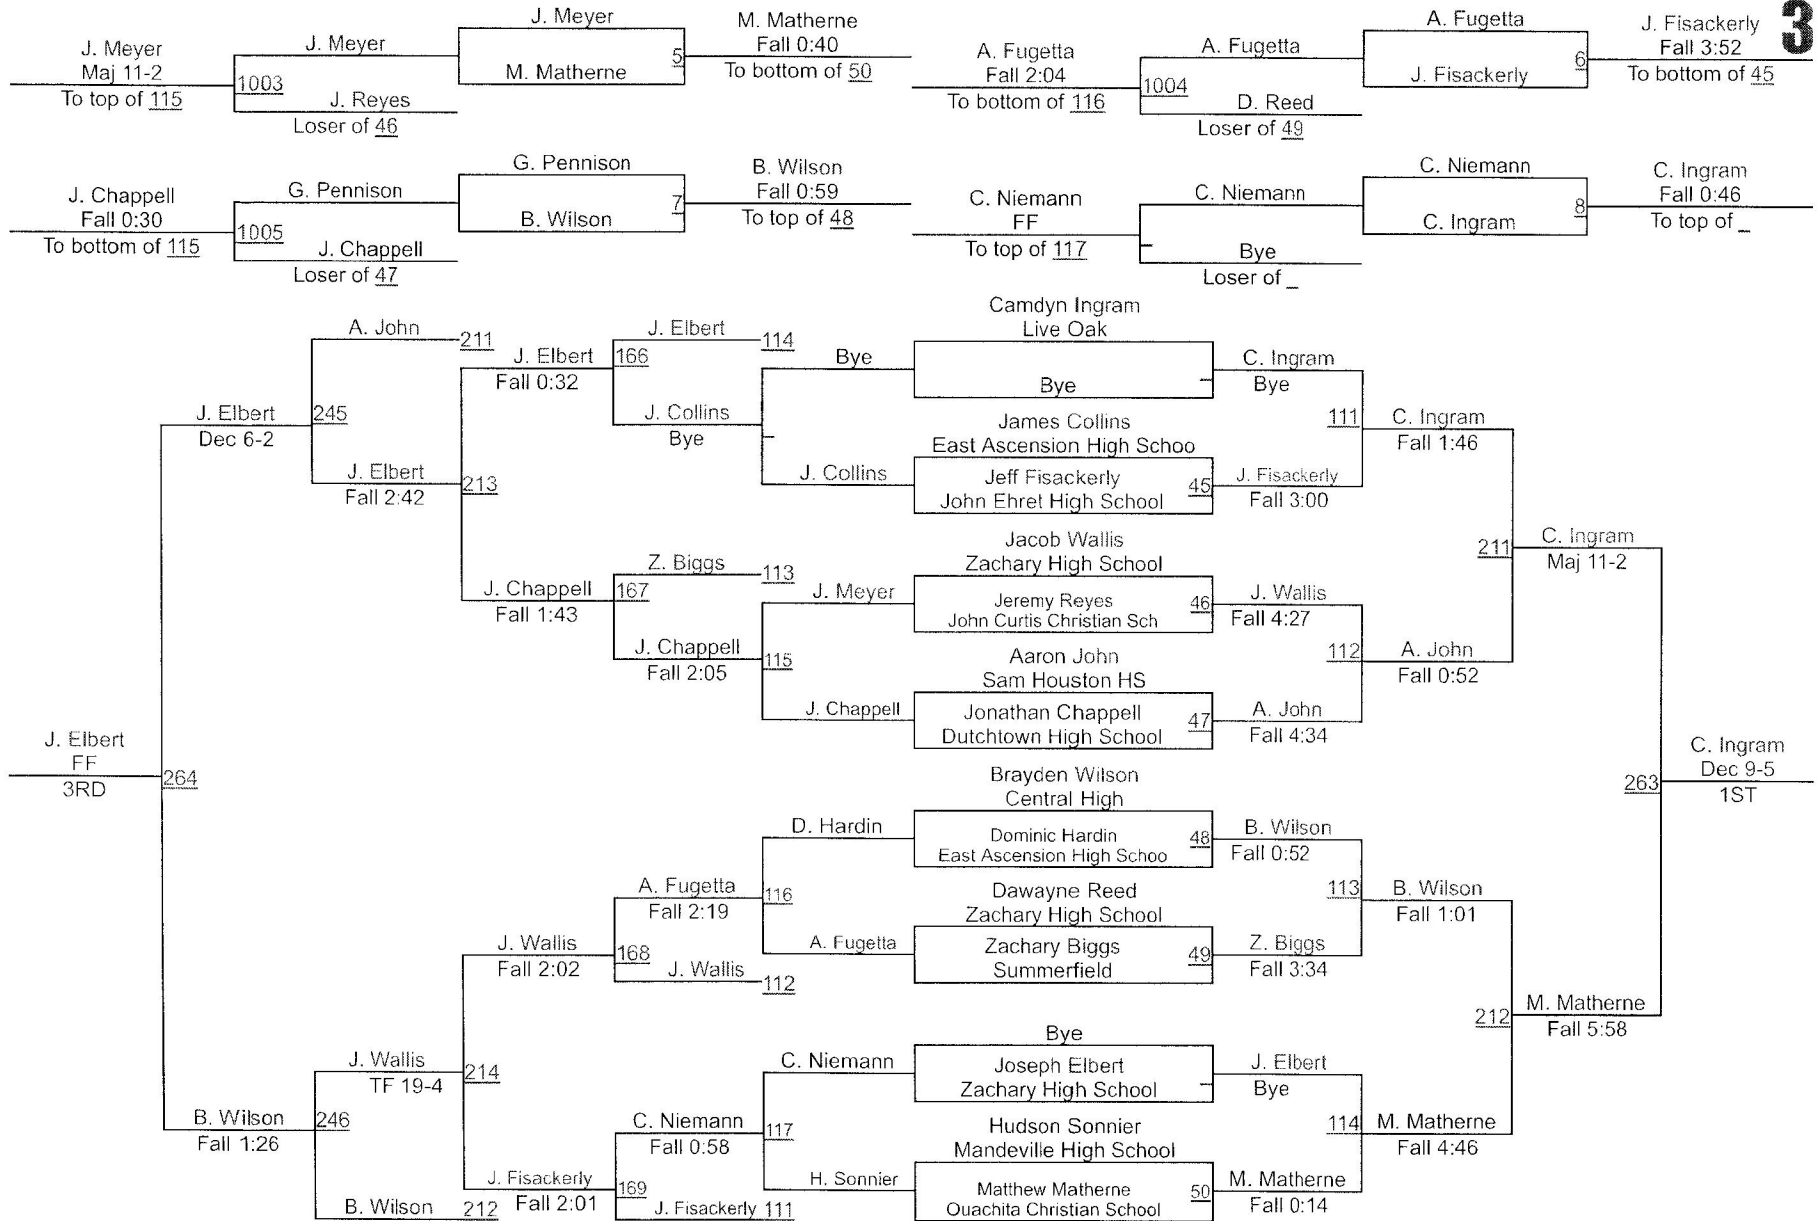 3
J. Meyer
Maj 11-2
To top of 115
J. Meyer
1003
J. Reyes
Loser of 46
J. Meyer
M. Matherne
5
M. Matherne
Fall 0:40
To bottom of 50
A. Fugetta
Fall 2:04
To bottom of 116
A. Fugetta
1004
D. Reed
Loser of 49
A. Fugetta
J. Fisackerly
6
J. Fisackerly
Fall 3:52
To bottom of 45
J. Chappell
Fall 0:30
To bottom of 115
G. Pennison
1005
J. Chappell
Loser of 47
G. Pennison
B. Wilson
7
B. Wilson
Fall 0:59
To top of 48
C. Niemann
FF
To top of 117
C. Niemann
_
Bye
Loser of _
C. Niemann
C. Ingram
8
C. Ingram
Fall 0:46
To top of _
Camdyn Ingram
Live Oak
Bye
_
James Collins
East Ascension High Schoo
Jeff Fisackerly
John Ehret High School
45
Jacob Wallis
Zachary High School
Jeremy Reyes
John Curtis Christian Sch
46
Aaron John
Sam Houston HS
Jonathan Chappell
Dutchtown High School
47
Brayden Wilson
Central High
Dominic Hardin
East Ascension High Schoo
48
Dawayne Reed
Zachary High School
Zachary Biggs
Summerfield
49
Bye
Joseph Elbert
Zachary High School
_
Hudson Sonnier
Mandeville High School
Matthew Matherne
Ouachita Christian School
50
C. Ingram
Bye
J. Fisackerly
Fall 3:00
J. Wallis
Fall 4:27
A. John
Fall 4:34
B. Wilson
Fall 0:52
Z. Biggs
Fall 3:34
J. Elbert
Bye
M. Matherne
Fall 0:14
111
C. Ingram
Fall 1:46
112
A. John
Fall 0:52
113
B. Wilson
Fall 1:01
114
M. Matherne
Fall 4:46
211
C. Ingram
Maj 11-2
212
M. Matherne
Fall 5:58
263
C. Ingram
Dec 9-5
1ST
Bye
_
J. Collins
J. Meyer
115
J. Chappell
D. Hardin
116
A. Fugetta
C. Niemann
117
H. Sonnier
J. Elbert
114
166
J. Collins
Bye
Z. Biggs
113
167
J. Chappell
Fall 2:05
A. Fugetta
Fall 2:19
168
J. Wallis
112
C. Niemann
Fall 0:58
169
J. Fisackerly
111
J. Elbert
Fall 0:32
213
J. Chappell
Fall 1:43
J. Wallis
Fall 2:02
214
J. Fisackerly
Fall 2:01
A. John
211
245
J. Elbert
Fall 2:42
J. Wallis
TF 19-4
246
B. Wilson
212
J. Elbert
Dec 6-2
264
B. Wilson
Fall 1:26
J. Elbert
FF
3RD